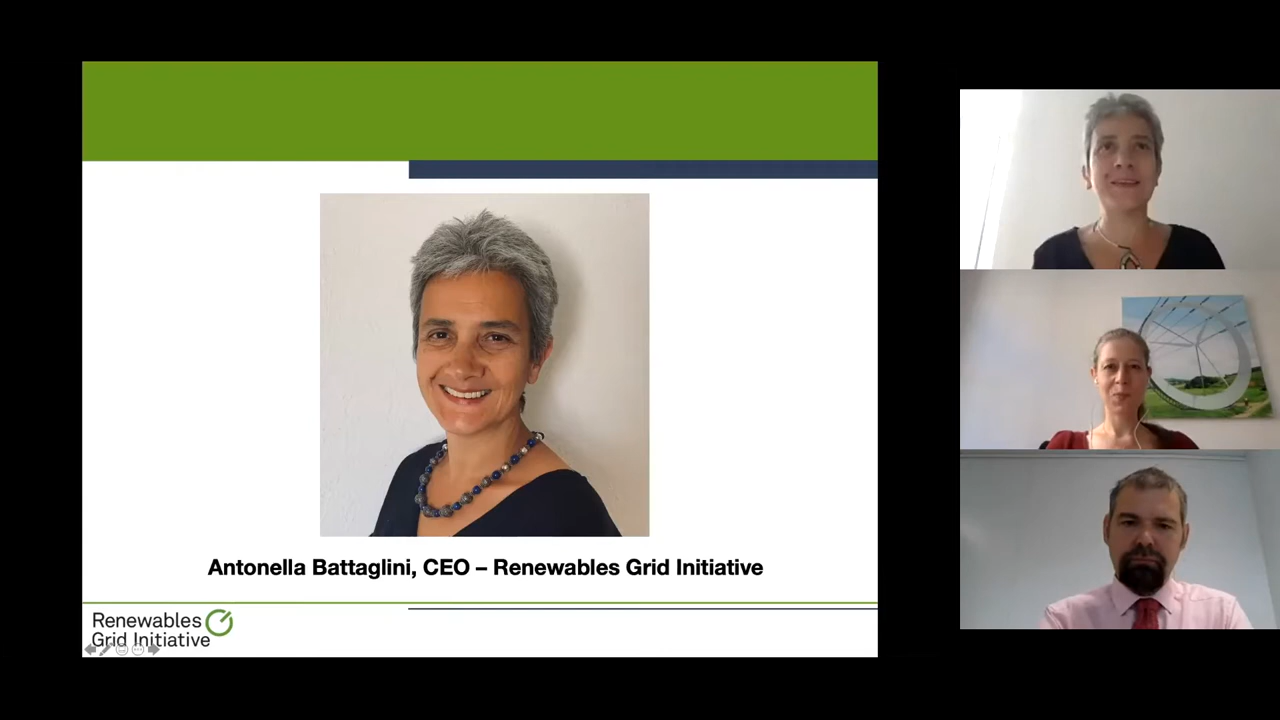 Antonella Battaglini, CEO – Renewables Grid Initiative
Renewables
Grid Initiative